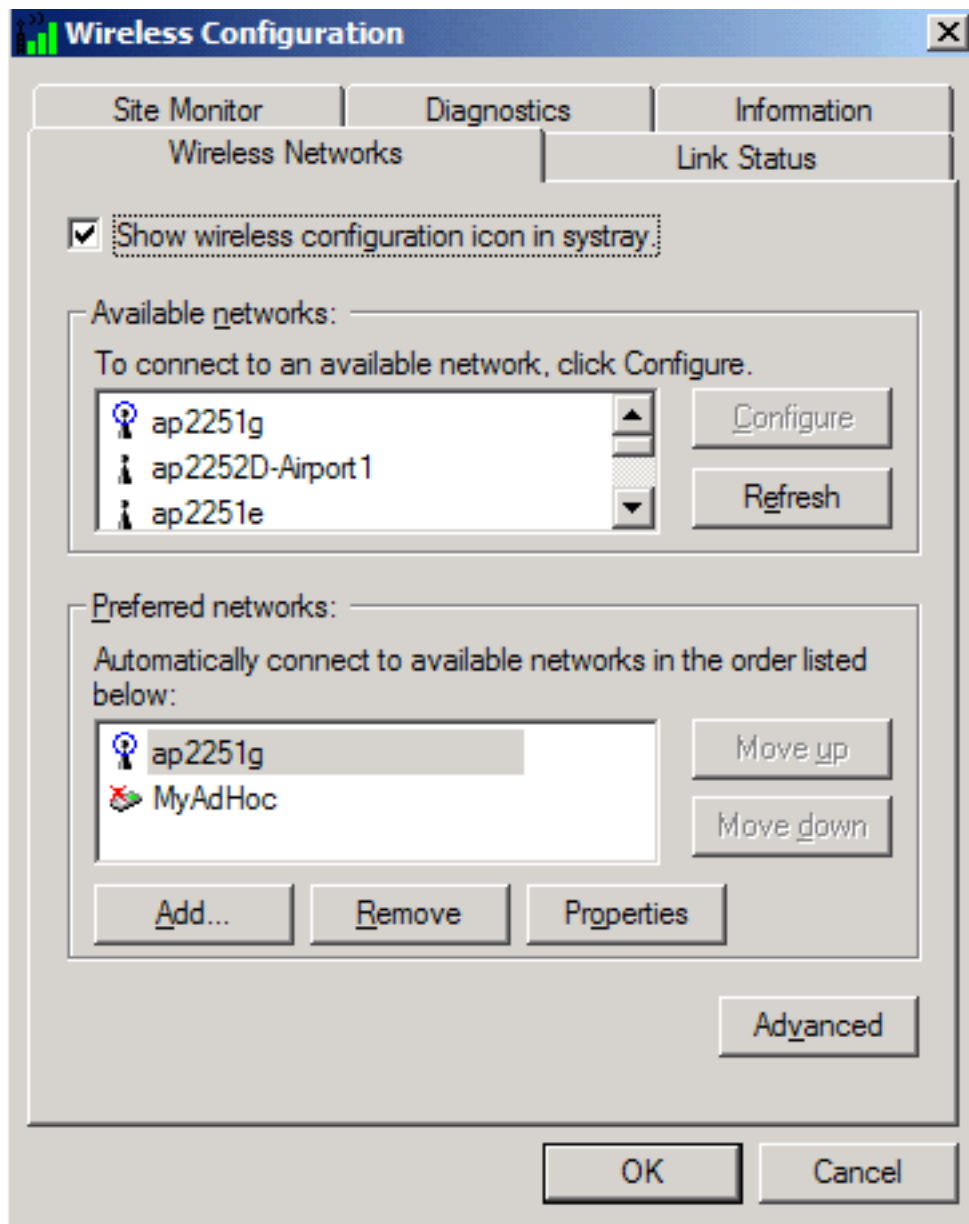 Wireless Configuration
Site Monitor
Diagnostics
Information
Wireless Networks
Link Status
Show wireless configuration icon in systray.
Available networks:
To connect to an available network, click Configure.
ap2251g
ap2252D-Airport1
ap2251e
Configure
Refresh
Preferred networks:
Automatically connect to available networks in the order listed
below:
ap2251g
MyAdHoc
Move up
Move down
Add...
Remove
Properties
Advanced
OK
Cancel